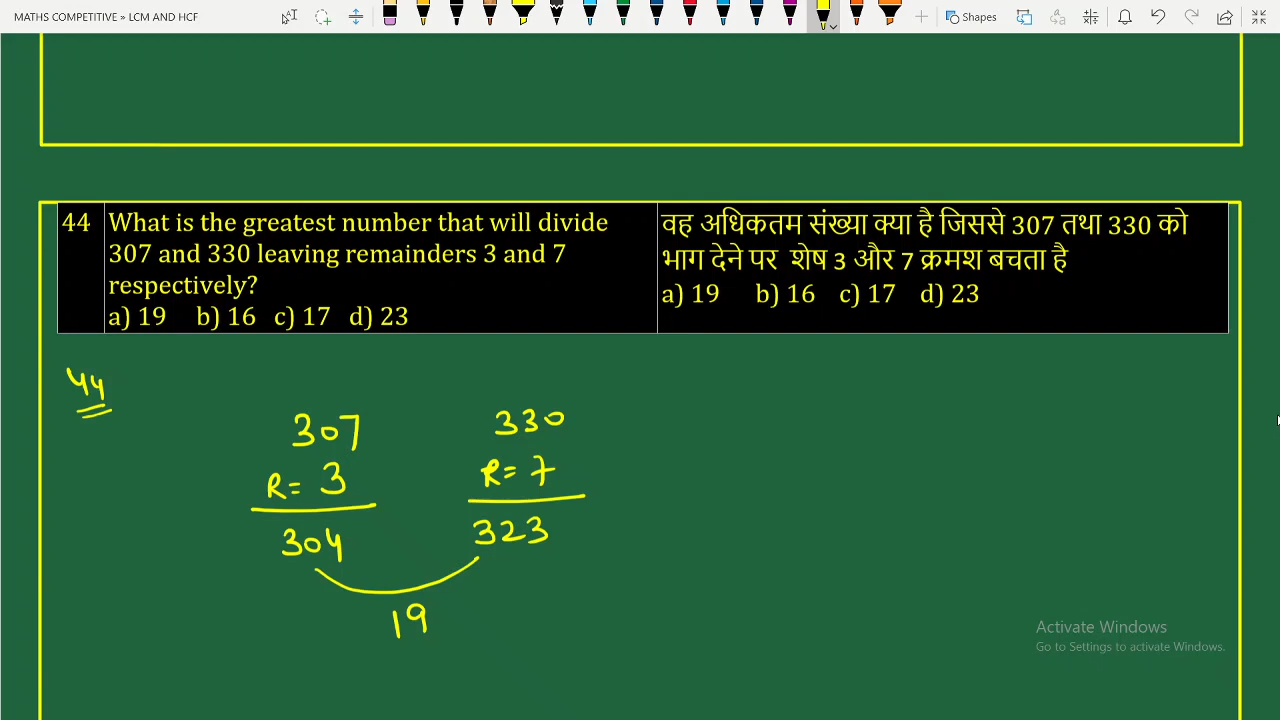 MATHS COMPETITIVE » LCM AND HCF
Shapes
44
What is the greatest number that will divide
307 and 330 leaving remainders 3 and 7
respectively?
a) 19 b) 16 c) 17 d) 23
वह अधिकतम संख्या क्या है जिससे 307 तथा 330 को
भाग देने पर शेष 3 और 7 क्रमश बचता है
a) 19 b) 16 c) 17 d) 23
44
307
R= 3
304
330
R= 7
323
19
Activate Windows
Go to Settings to activate Windows.